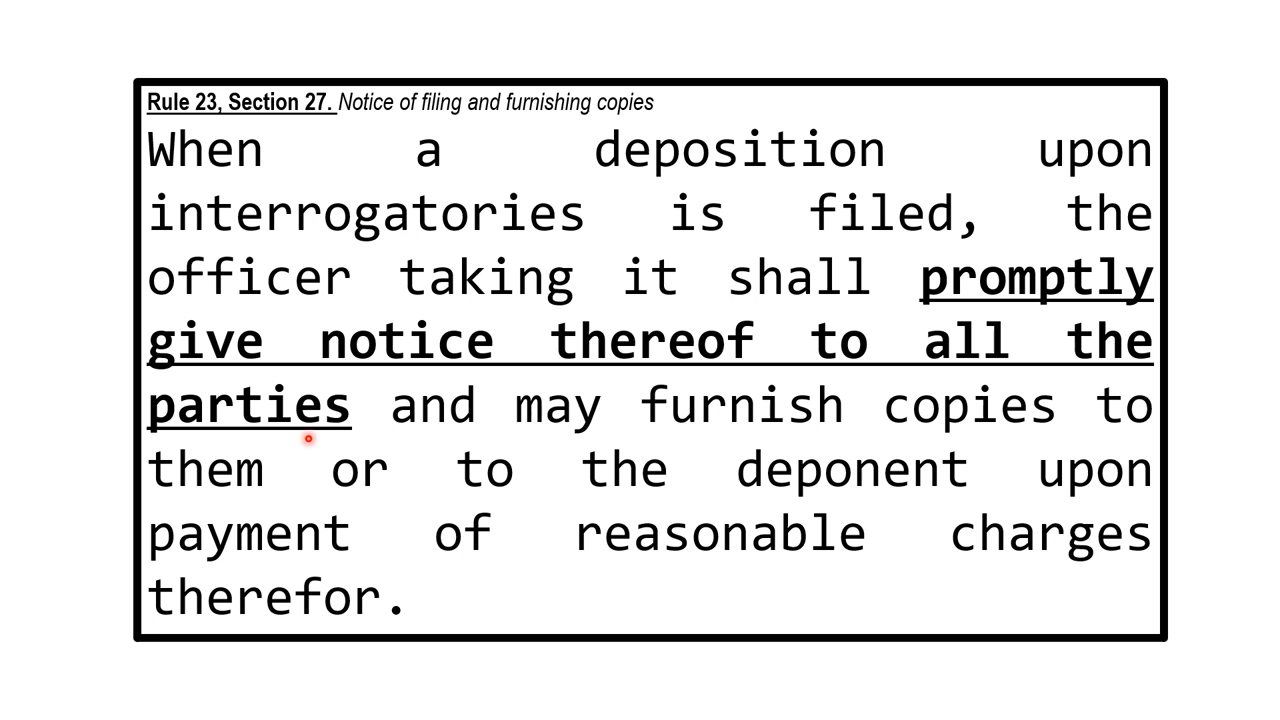 Rule 23, Section 27. Notice of filing and furnishing copies
When a deposition upon
interrogatories is filed, the
officer taking it shall promptly
give notice thereof to all the
parties and may furnish copies to
them or to the deponent upon
payment of reasonable charges
therefor.